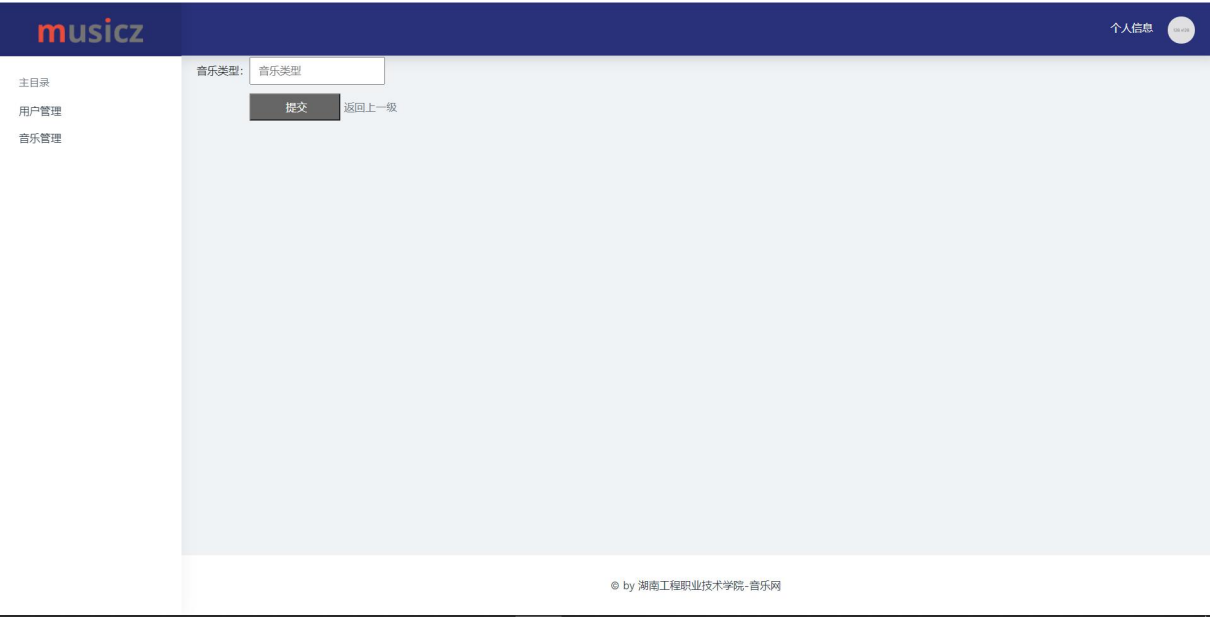 musicz
个人信息
主目录
用户管理
音乐管理
音乐类型: 音乐类型
提交 返回上一级
© by 湖南工程职业技术学院-音乐网